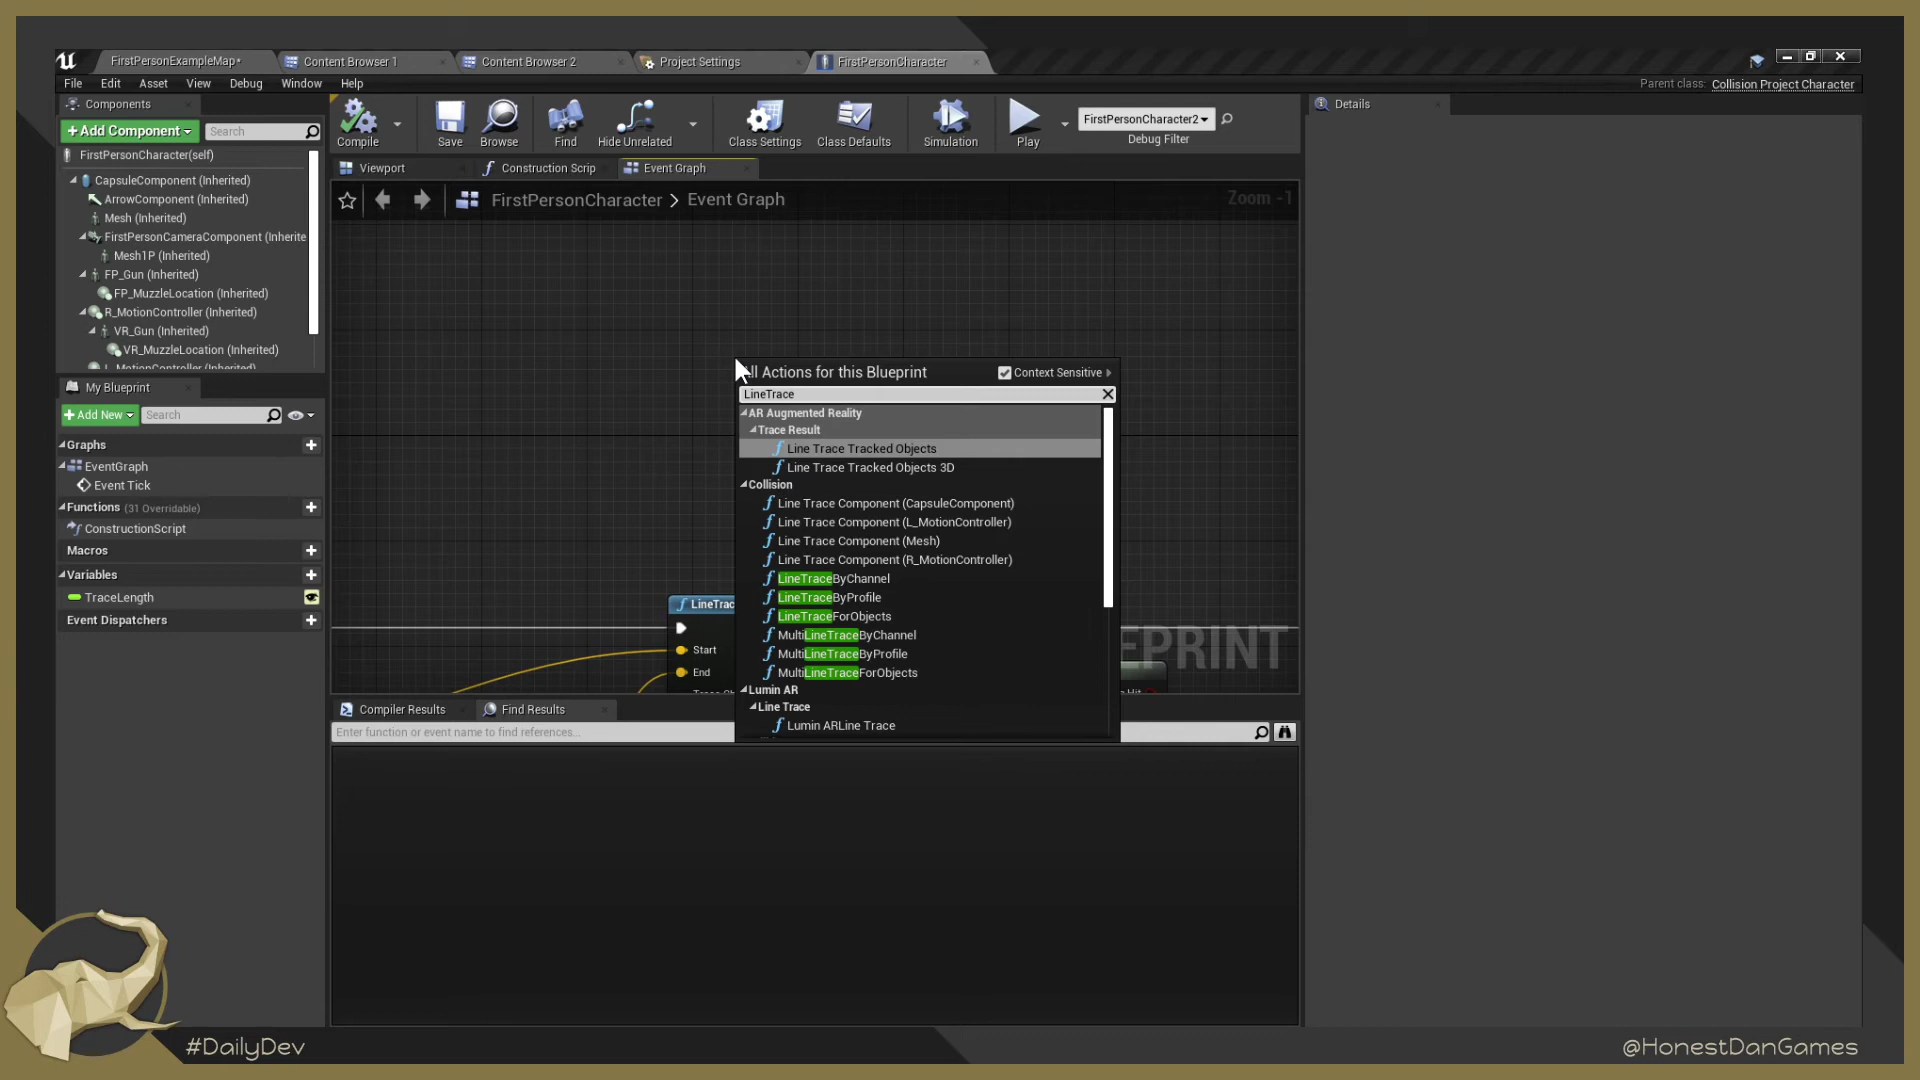 FirstPersonExampleMap*
Content Browser 1
Content Browser 2
Project Settings
FirstPersonCharacter
File Edit Asset View Debug Window Help
Parent class: Collision Project Character
Components
+Add Component
Search
FirstPersonCharacter(self)
CapsuleComponent (Inherited)
ArrowComponent (Inherited)
Mesh (Inherited)
FirstPersonCameraComponent (Inherite
Mesh1P (Inherited)
FP_Gun (Inherited)
FP_MuzzleLocation (Inherited)
R_MotionController (Inherited)
VR_Gun (Inherited)
VR_MuzzleLocation (Inherited)
L_MotionController (Inherited)
Compile
Save
Browse
Find
Hide Unrelated
Class Settings
Class Defaults
Simulation
Play
FirstPersonCharacter2
Debug Filter
Details
Viewport
Construction Scrip
Event Graph
FirstPersonCharacter > Event Graph
Zoom -1
My Blueprint
+Add New
Search
Graphs
EventGraph
Event Tick
Functions (31 Overridable)
ConstructionScript
Macros
Variables
TraceLength
Event Dispatchers
ll Actions for this Blueprint
Context Sensitive
LineTrace
AR Augmented Reality
Trace Result
Line Trace Tracked Objects
Line Trace Tracked Objects 3D
Collision
Line Trace Component (CapsuleComponent)
Line Trace Component (L_MotionController)
Line Trace Component (Mesh)
Line Trace Component (R_MotionController)
LineTraceByChannel
LineTraceByProfile
LineTraceForObjects
MultiLineTraceByChannel
MultiLineTraceByProfile
MultiLineTraceForObjects
Lumin AR
Line Trace
Lumin ARLine Trace
LineTrac
Start
End
EPRINT
Hit
Compiler Results
Find Results
Enter function or event name to find references...
#DailyDev
@HonestDanGames